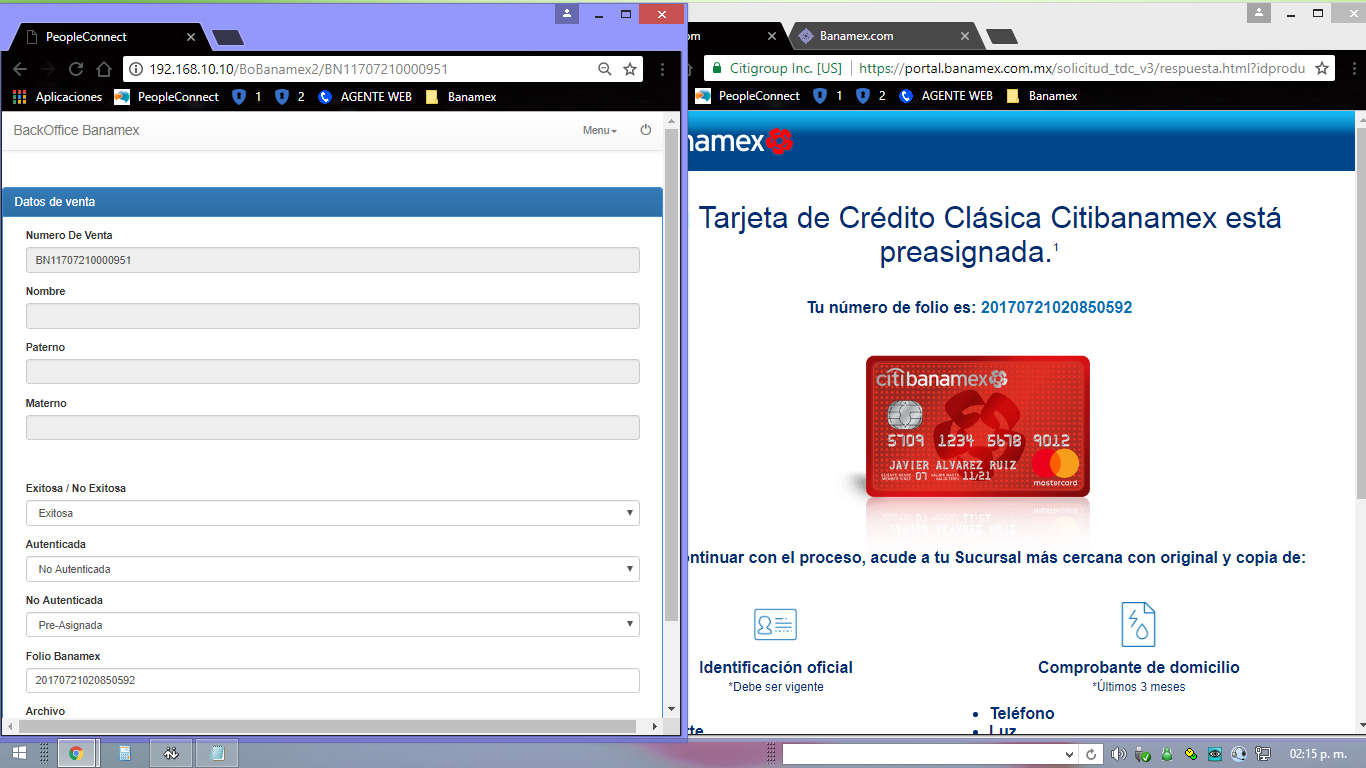 PeopleConnect
192.168.10.10/BoBanamex2/BN11707210000951
Aplicaciones PeopleConnect 1 2 AGENTE WEB Banamex
BackOffice Banamex Menu
Datos de venta
Numero De Venta
BN11707210000951
Nombre
Paterno
Materno
Exitosa / No Exitosa
Exitosa
Autenticada
No Autenticada
No Autenticada
Pre-Asignada
Folio Banamex
20170721020850592
Archivo
om Banamex.com
Citigroup Inc. [US] https://portal.banamex.com.mx/solicitud_tdc_v3/respuesta.html?idprodu
PeopleConnect 1 2 AGENTE WEB Banamex
namex
Tarjeta de Crédito Clásica Citibanamex está
preasignada.¹
Tu número de folio es: 20170721020850592
citibanamex
5709 1234 5678 9012
JAVIER ALVAREZ RUIZ
07 11/21
mastercard
ontinuar con el proceso, acude a tu Sucursal más cercana con original y copia de:
Identificación oficial
*Debe ser vigente
Comprobante de domicilio
*Últimos 3 meses
• Teléfono
• Luz
rte
02:15 p. m.